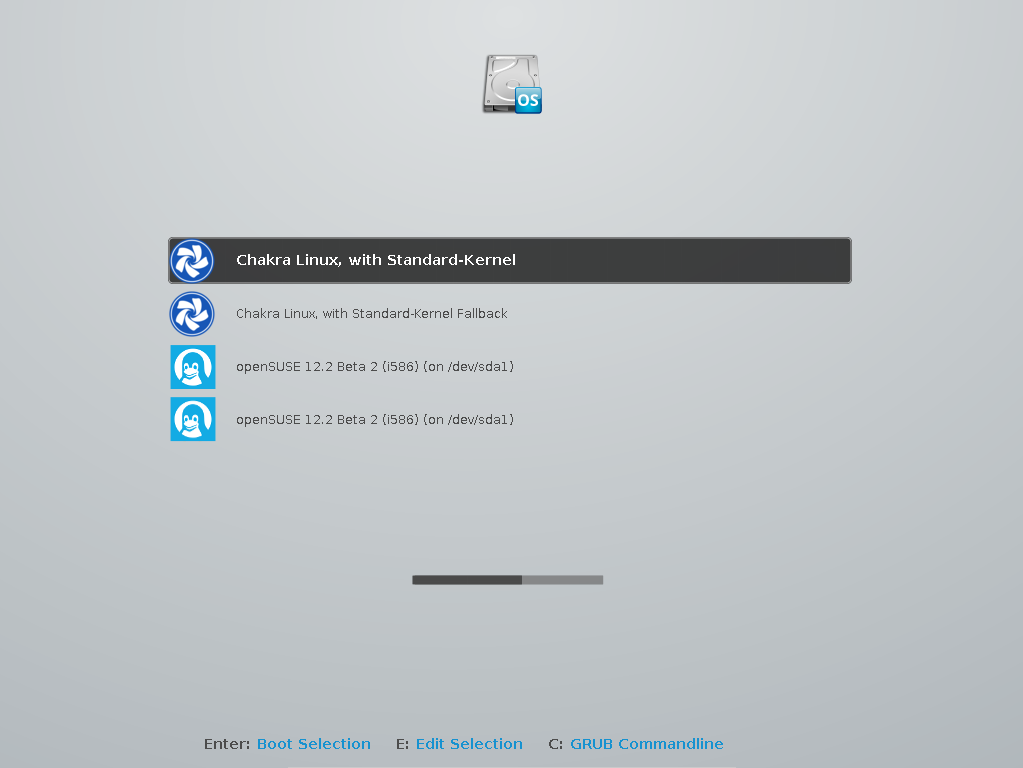 OS
Chakra Linux, with Standard-Kernel
Chakra Linux, with Standard-Kernel Fallback
openSUSE 12.2 Beta 2 (i586) (on /dev/sda1)
openSUSE 12.2 Beta 2 (i586) (on /dev/sda1)
Enter: Boot Selection E: Edit Selection C: GRUB Commandline